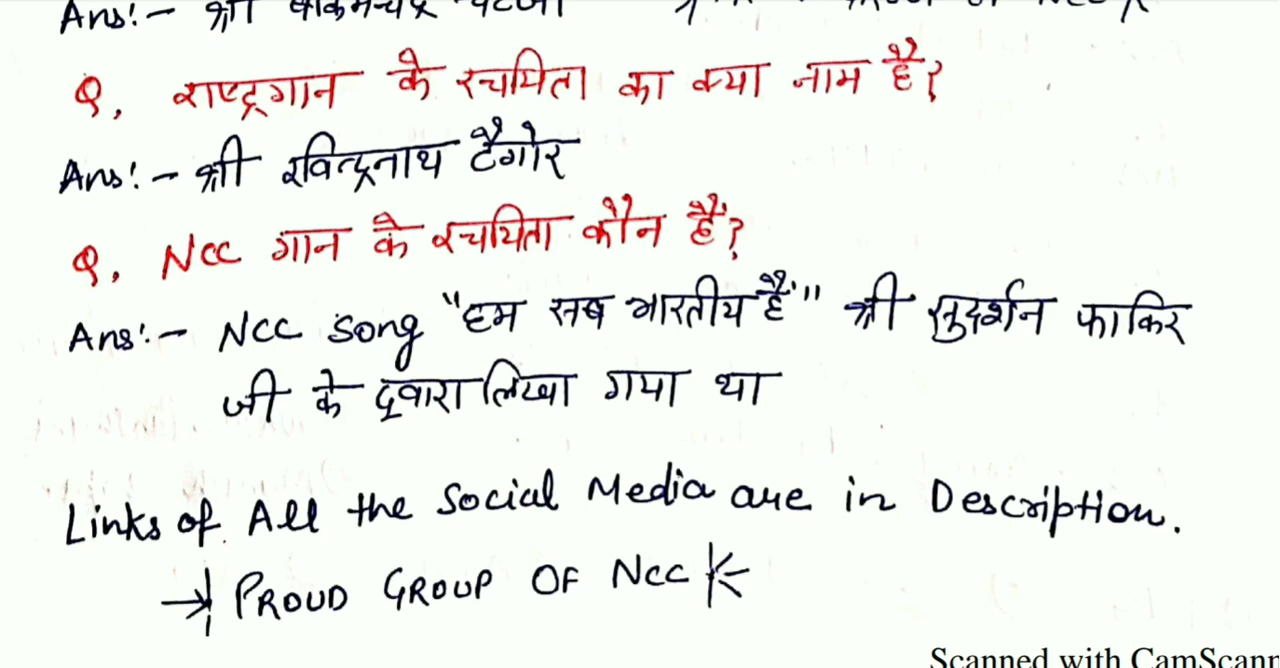 Ans:- श्री
Q. राष्ट्रगान के रचयिता का क्या नाम है?
Ans:- श्री रविन्द्रनाथ टैगोर
Q. NCC गान के रचयिता कौन हैं?
Ans:- NCC song "हम सब भारतीय हैं" श्री सुदर्शन फाकिर
जी के द्वारा लिखा गया था
Links of All the Social Media are in Description.
→ PROUD GROUP OF NCC
Scanned with CamScann